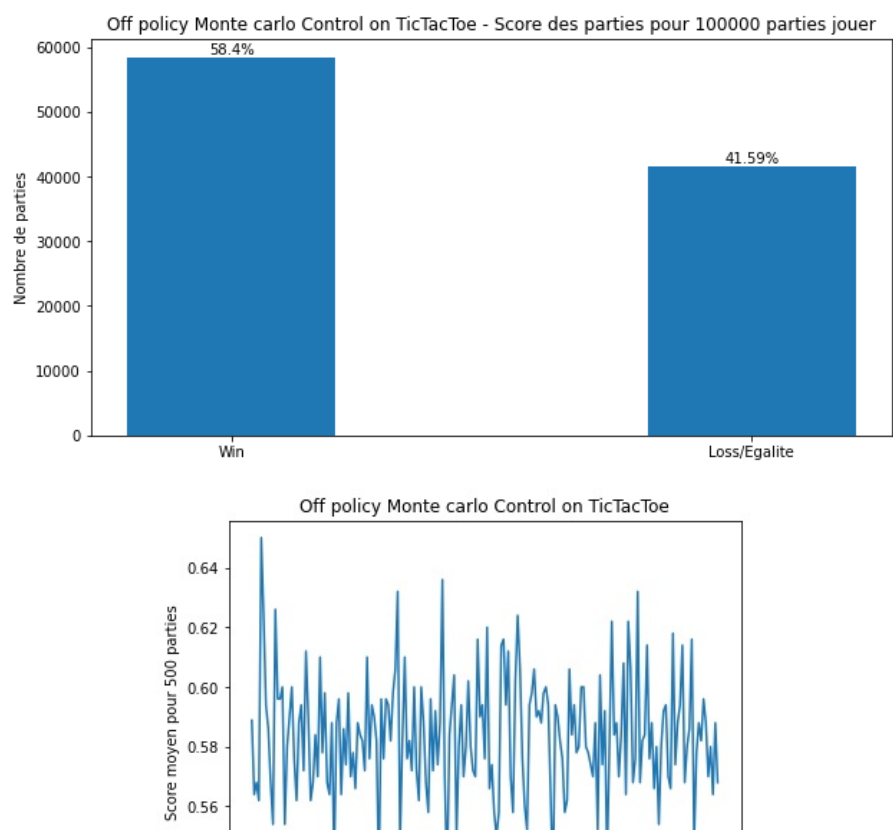 Off policy Monte carlo Control on TicTacToe - Score des parties pour 100000 parties jouer
60000
58.4%
50000
41.59%
40000
Nombre de parties
30000
20000
10000
0
Win Loss/Egalite
Off policy Monte carlo Control on TicTacToe
0.64
0.62
0.60
Score moyen pour 500 parties
0.58
0.56